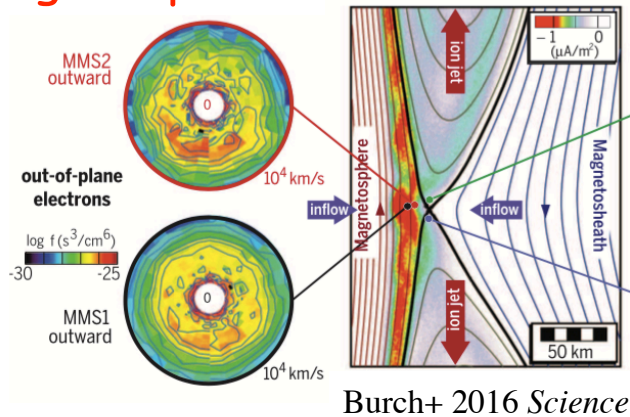 MMS2
outward
0
10⁴ km/s
out-of-plane
electrons
log f (s³/cm⁶)
-30 -25
MMS1
outward
0
10⁴ km/s
ion jet
−1 0
(μA/m²)
Magnetosphere
inflow
inflow
Magnetosheath
ion jet
50 km
Burch+ 2016 Science